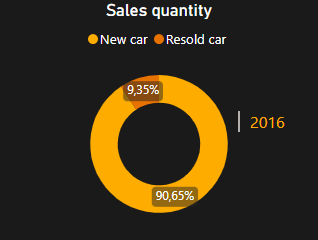 Sales quantity
New car Resold car
9,35%
2016
90,65%